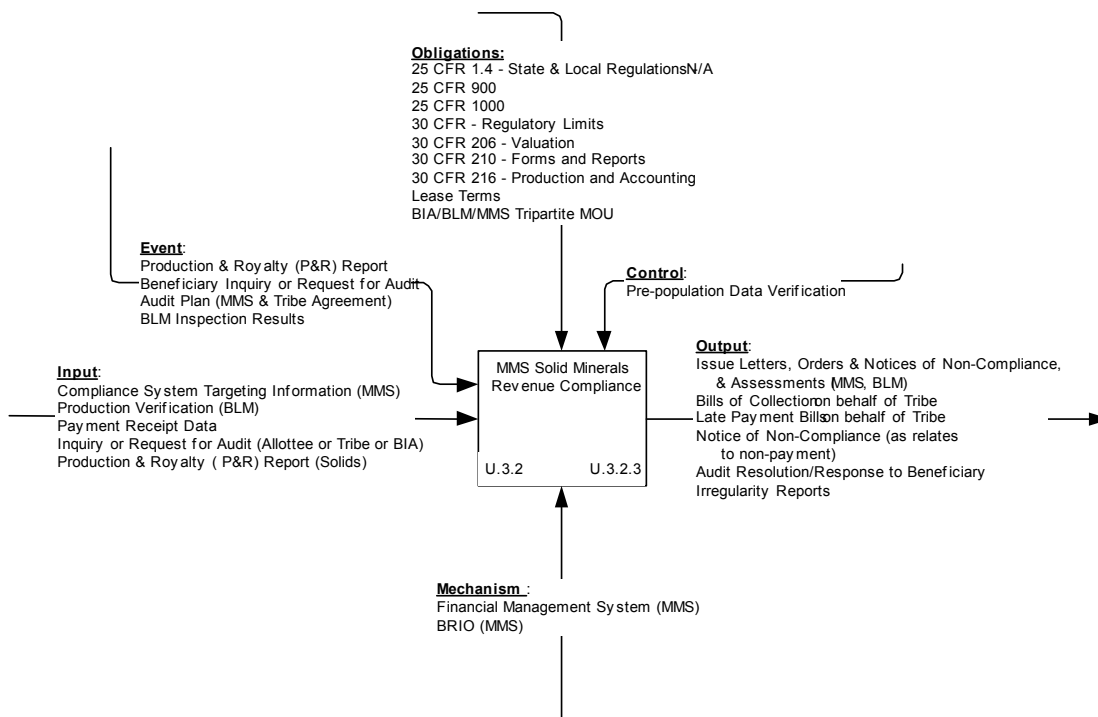 Obligations:
25 CFR 1.4 - State & Local Regulations-N/A
25 CFR 900
25 CFR 1000
30 CFR - Regulatory Limits
30 CFR 206 - Valuation
30 CFR 210 - Forms and Reports
30 CFR 216 - Production and Accounting
Lease Terms
BIA/BLM/MMS Tripartite MOU
Event:
Production & Royalty (P&R) Report
Beneficiary Inquiry or Request for Audit
Audit Plan (MMS & Tribe Agreement)
BLM Inspection Results
Control:
Pre-population Data Verification
Input:
Compliance System Targeting Information (MMS)
Production Verification (BLM)
Payment Receipt Data
Inquiry or Request for Audit (Allottee or Tribe or BIA)
Production & Royalty ( P&R) Report (Solids)
MMS Solid Minerals
Revenue Compliance
U.3.2 U.3.2.3
Output:
Issue Letters, Orders & Notices of Non-Compliance,
& Assessments (MMS, BLM)
Bills of Collection on behalf of Tribe
Late Payment Bills on behalf of Tribe
Notice of Non-Compliance (as relates
to non-payment)
Audit Resolution/Response to Beneficiary
Irregularity Reports
Mechanism :
Financial Management System (MMS)
BRIO (MMS)